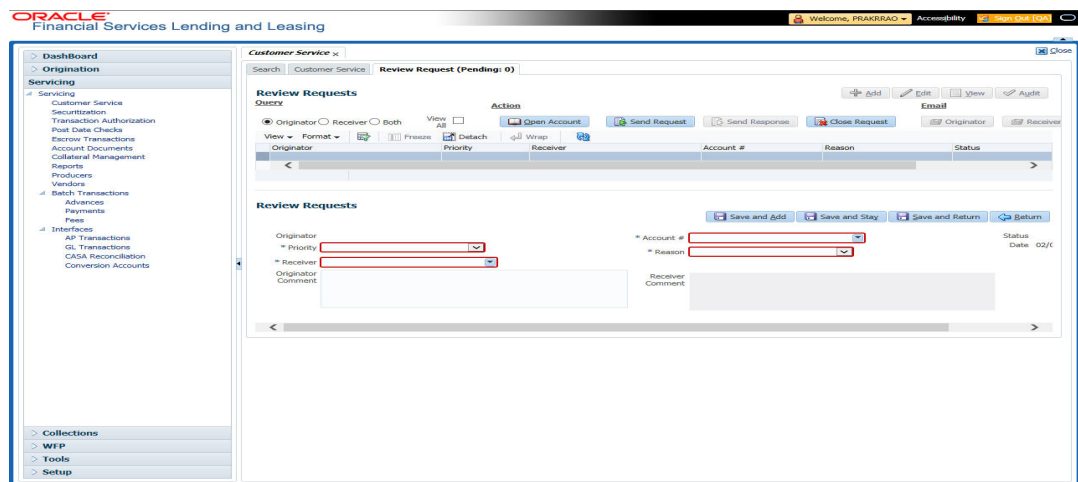 ORACLE
Financial Services Lending and Leasing
Welcome, PRAKRRAO
Accessibility
Sign Out (QA)
DashBoard
Origination
Servicing
Servicing
Customer Service
Securitization
Transaction Authorization
Post Date Checks
Escrow Transactions
Account Documents
Collateral Management
Reports
Producers
Vendors
Batch Transactions
Advances
Payments
Fees
Interfaces
AP Transactions
GL Transactions
CASA Reconciliation
Conversion Accounts
Collections
WFP
Tools
Setup
Customer Service x
Close
Search Customer Service Review Request (Pending: 0)
Review Requests
Add Edit View Audit
Query Action Email
Originator Receiver Both View All Open Account Send Request Send Response Close Request Originator Receiver
View Format Freeze Detach Wrap
Originator Priority Receiver Account # Reason Status
Review Requests
Save and Add Save and Stay Save and Return Return
Originator * Account # Status
* Priority * Reason Date 02/0
* Receiver
Originator Comment Receiver Comment